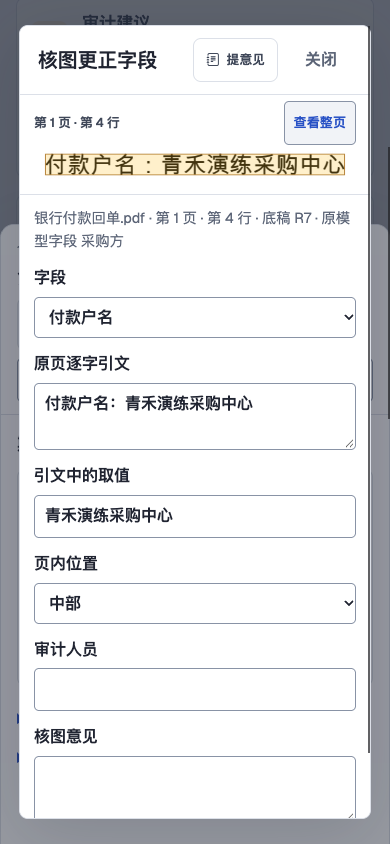 审计建议
核图更正字段
提意见
关闭
第 1 页 · 第 4 行
查看整页
付款户名：青禾演练采购中心
银行付款回单.pdf · 第 1 页 · 第 4 行 · 底稿 R7 · 原模
型字段 采购方
字段
付款户名
原页逐字引文
付款户名：青禾演练采购中心
引文中的取值
青禾演练采购中心
页内位置
中部
审计人员
核图意见